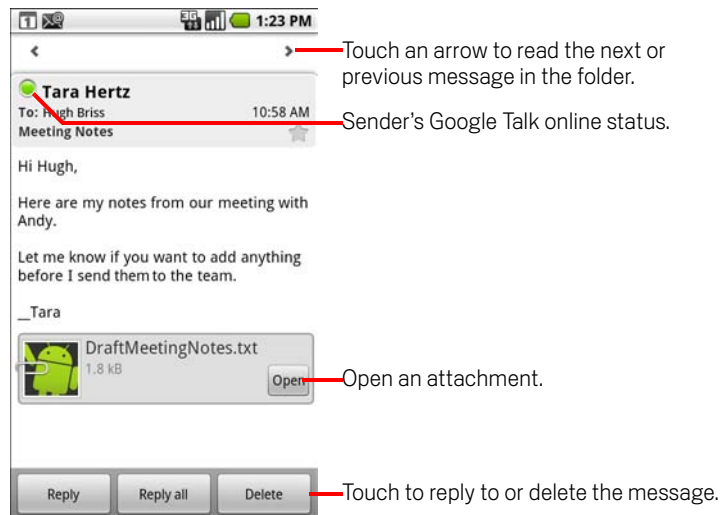 1 3G 1:23 PM
Touch an arrow to read the next or
previous message in the folder.
Tara Hertz
To: Hugh Briss 10:58 AM
Meeting Notes
Sender's Google Talk online status.
Hi Hugh,
Here are my notes from our meeting with
Andy.
Let me know if you want to add anything
before I send them to the team.
_Tara
DraftMeetingNotes.txt
1.8 kB
Open
Open an attachment.
Reply Reply all Delete
Touch to reply to or delete the message.